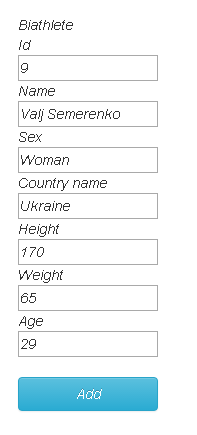 Biathlete
Id
9
Name
Valj Semerenko
Sex
Woman
Country name
Ukraine
Height
170
Weight
65
Age
29
Add